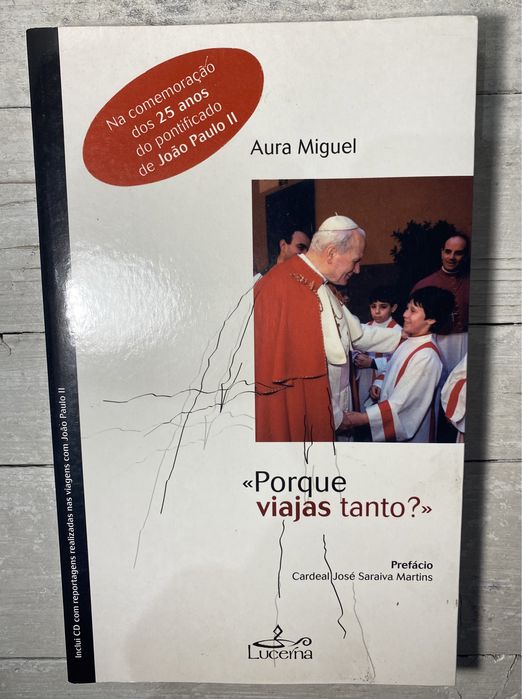 Na comemoração
dos 25 anos
do pontificado
de João Paulo II
Aura Miguel
«Porque
viajas tanto?»
Prefácio
Cardeal José Saraiva Martins
Lucerna
Inclui CD com reportagens realizadas nas viagens com João Paulo II